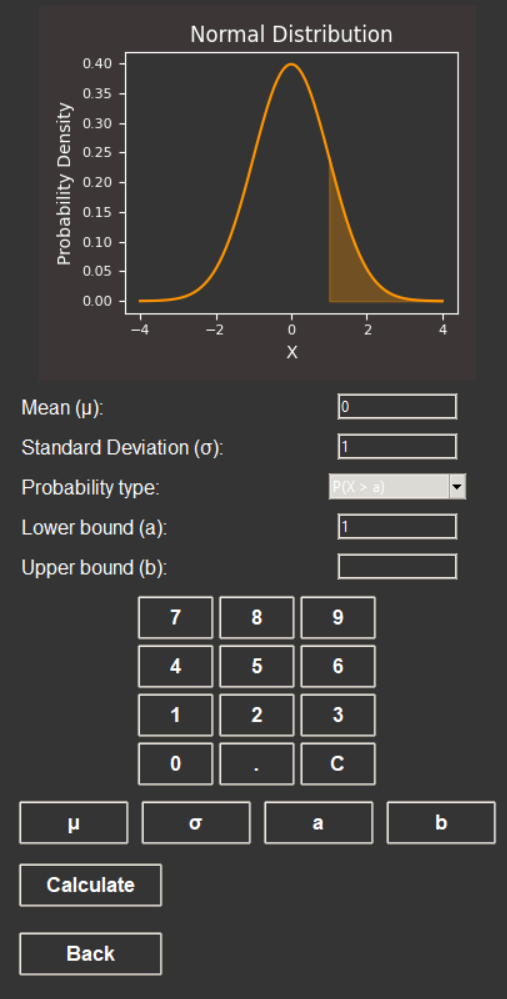 Normal Distribution
Probability Density
0.40
0.35
0.30
0.25
0.20
0.15
0.10
0.05
0.00
−4 −2 0 2 4
X
Mean (μ): 0
Standard Deviation (σ): 1
Probability type: P(X > a)
Lower bound (a): 1
Upper bound (b):
7 8 9
4 5 6
1 2 3
0 . C
μ σ a b
Calculate
Back